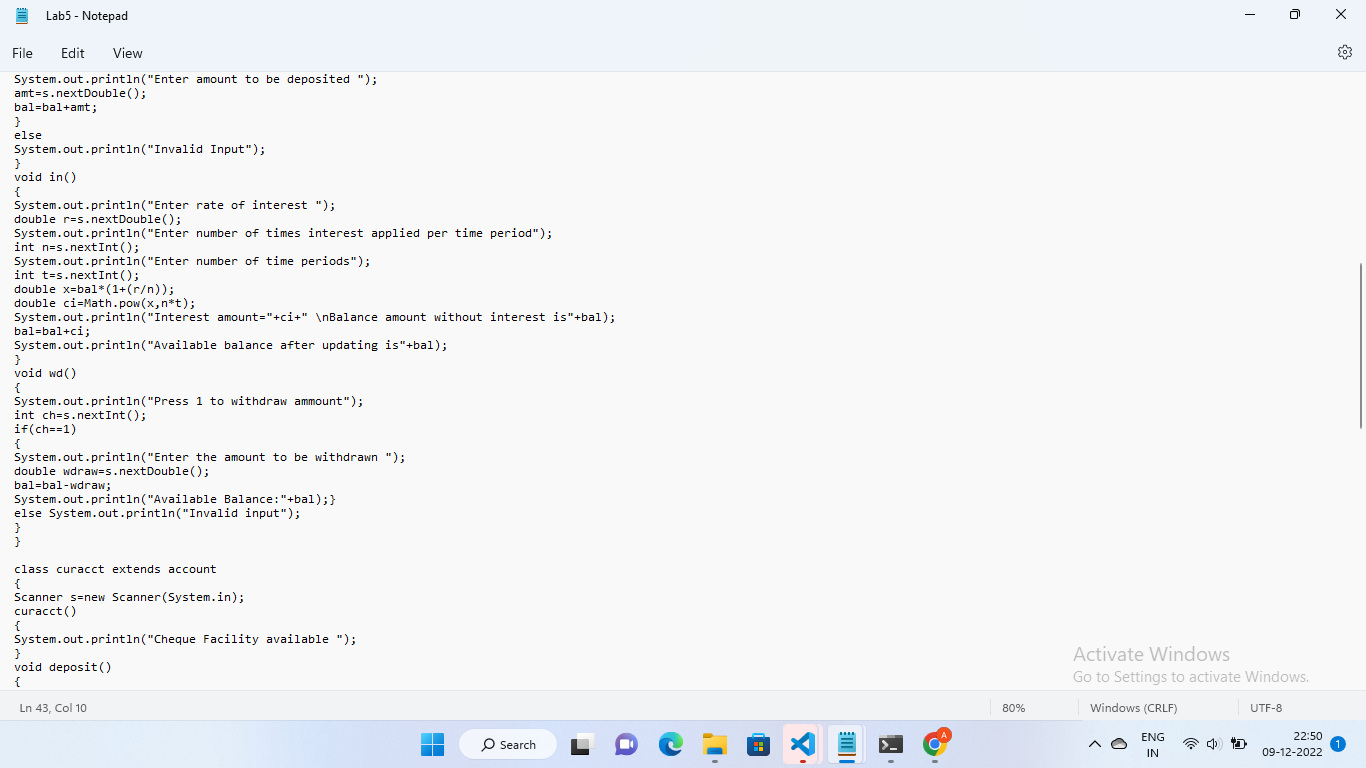 Lab5 - Notepad
File Edit View
System.out.println("Enter amount to be deposited ");
amt=s.nextDouble();
bal=bal+amt;
}
else
System.out.println("Invalid Input");
}
void in()
{
System.out.println("Enter rate of interest ");
double r=s.nextDouble();
System.out.println("Enter number of times interest applied per time period");
int n=s.nextInt();
System.out.println("Enter number of time periods");
int t=s.nextInt();
double x=bal*(1+(r/n));
double ci=Math.pow(x,n*t);
System.out.println("Interest amount="+ci+" \nBalance amount without interest is"+bal);
bal=bal+ci;
System.out.println("Available balance after updating is"+bal);
}
void wd()
{
System.out.println("Press 1 to withdraw ammount");
int ch=s.nextInt();
if(ch==1)
{
System.out.println("Enter the amount to be withdrawn ");
double wdraw=s.nextDouble();
bal=bal-wdraw;
System.out.println("Available Balance:"+bal);}
else System.out.println("Invalid input");
}
}

class curacct extends account
{
Scanner s=new Scanner(System.in);
curacct()
{
System.out.println("Cheque Facility available ");
}
void deposit()
{
Activate Windows
Go to Settings to activate Windows.
Ln 43, Col 10 80% Windows (CRLF) UTF-8
Search
A
ENG
IN
22:50
09-12-2022
1